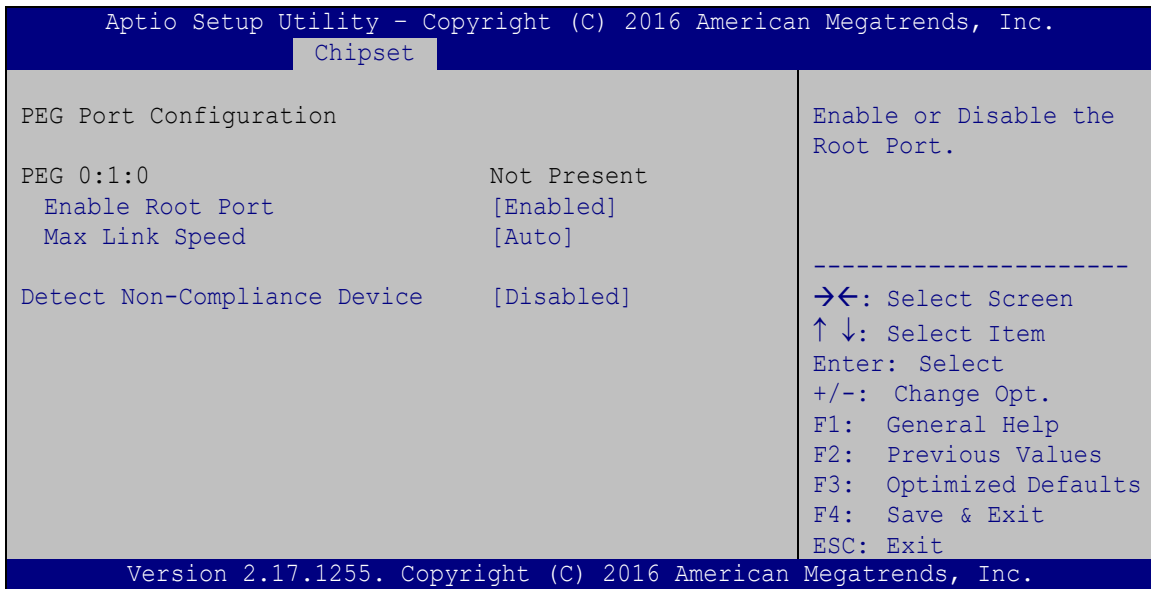 Aptio Setup Utility – Copyright (C) 2016 American Megatrends, Inc.
Chipset
PEG Port Configuration
PEG 0:1:0 Not Present
Enable Root Port [Enabled]
Max Link Speed [Auto]
Detect Non-Compliance Device [Disabled]
Enable or Disable the
Root Port.
----------------------
→←: Select Screen
↑ ↓: Select Item
Enter: Select
+/-: Change Opt.
F1: General Help
F2: Previous Values
F3: Optimized Defaults
F4: Save & Exit
ESC: Exit
Version 2.17.1255. Copyright (C) 2016 American Megatrends, Inc.